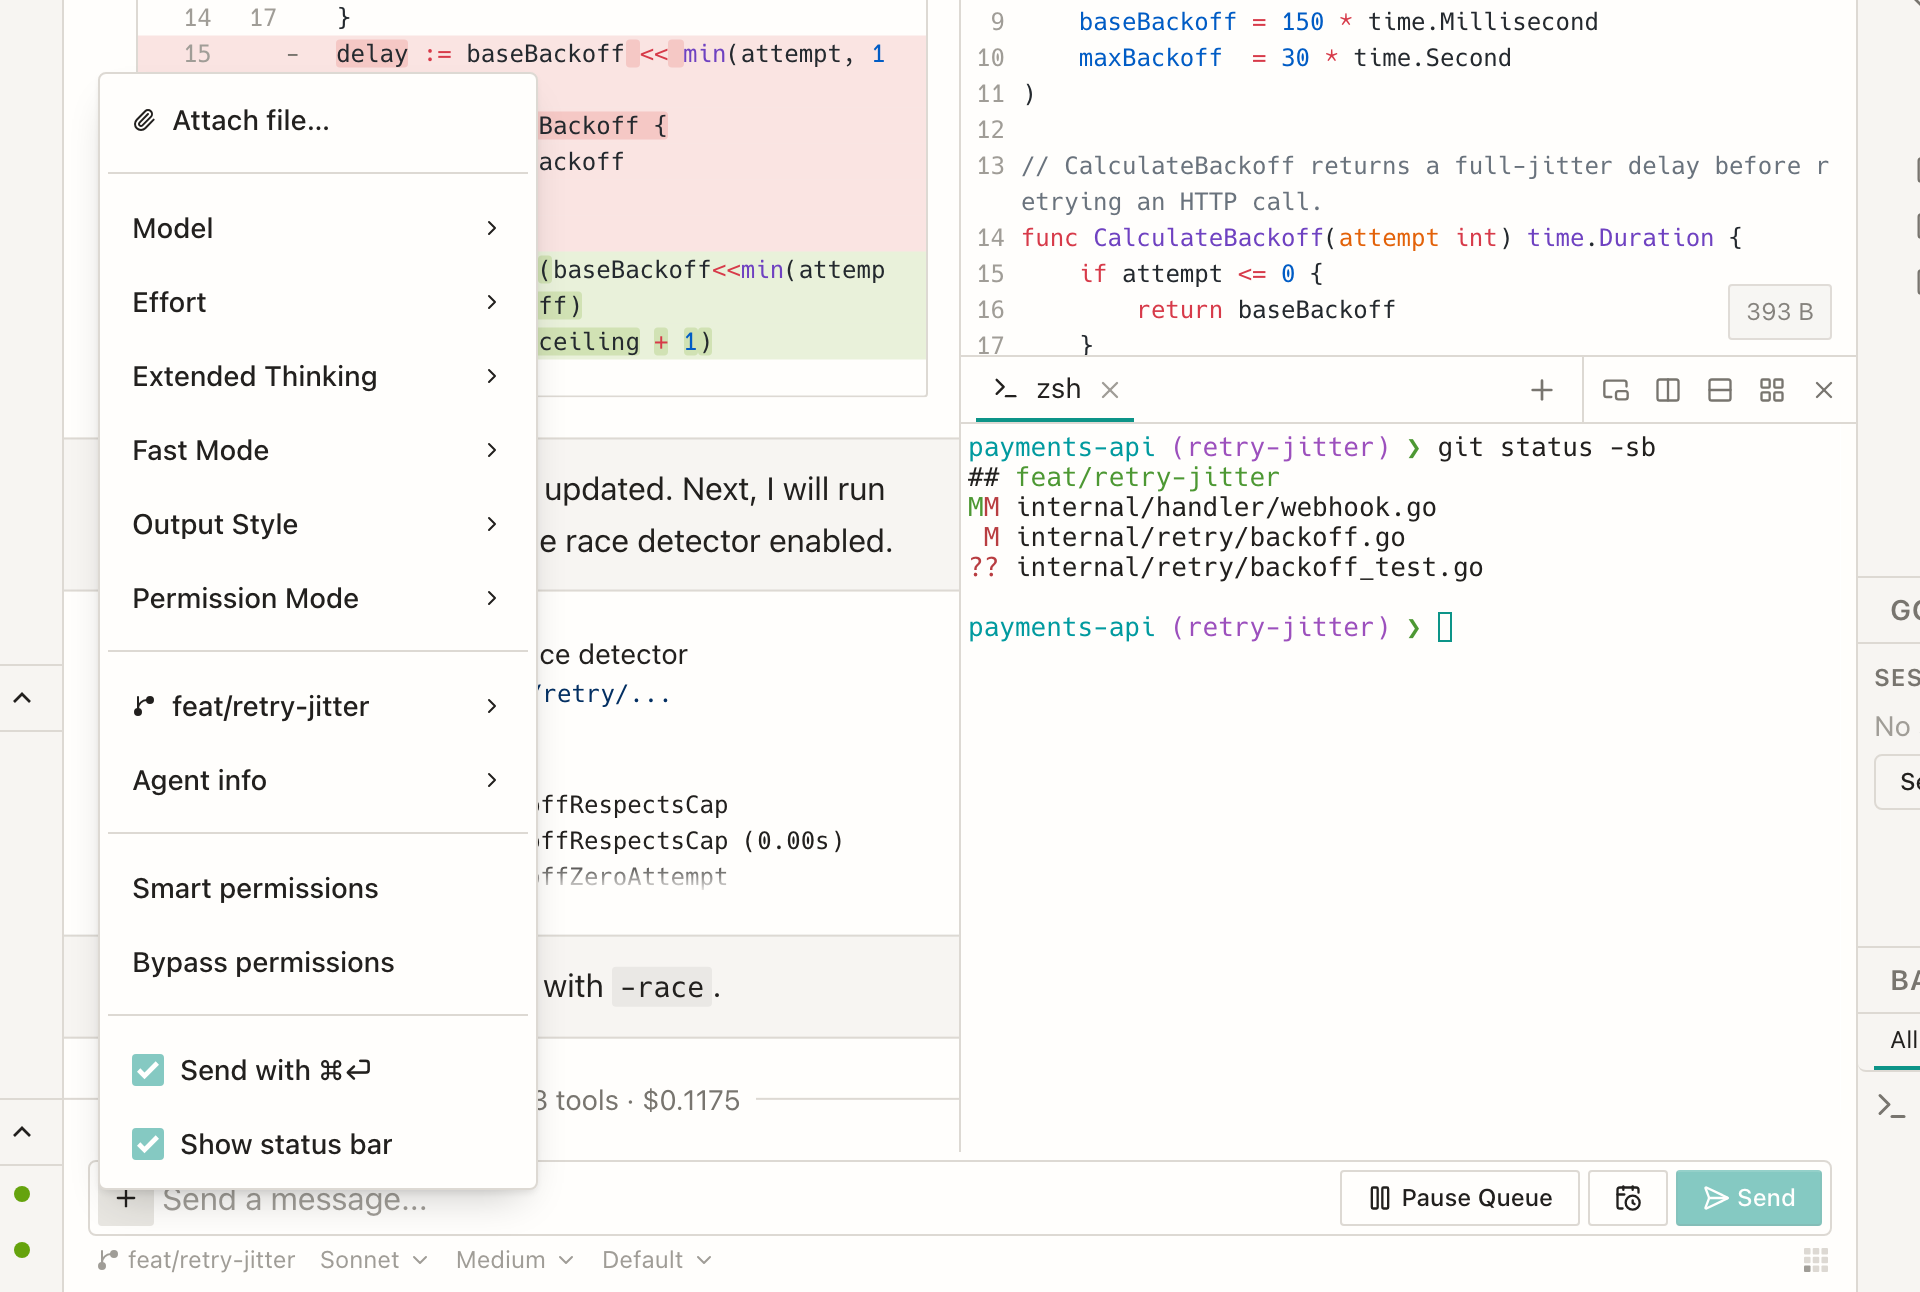 14 17 }
15 - delay := baseBackoff << min(attempt, 1
Backoff {
ackoff
(baseBackoff<<min(attemp
ff)
ceiling + 1)
Attach file...
Model
Effort
Extended Thinking
Fast Mode
Output Style
Permission Mode
feat/retry-jitter
Agent info
Smart permissions
Bypass permissions
Send with ⌘⏎
Show status bar
updated. Next, I will run
e race detector enabled.
ce detector
/retry/...
offRespectsCap
offRespectsCap (0.00s)
offZeroAttempt
with -race.
3 tools · $0.1175
9 baseBackoff = 150 * time.Millisecond
10 maxBackoff = 30 * time.Second
11 )
12
13 // CalculateBackoff returns a full-jitter delay before r
etrying an HTTP call.
14 func CalculateBackoff(attempt int) time.Duration {
15 if attempt <= 0 {
16 return baseBackoff
17 }
393 B
zsh
payments-api (retry-jitter) ❯ git status -sb
## feat/retry-jitter
MM internal/handler/webhook.go
M internal/retry/backoff.go
?? internal/retry/backoff_test.go
payments-api (retry-jitter) ❯
Send a message...
Pause Queue
Send
feat/retry-jitter Sonnet Medium Default
GO
SES
No
Se
BA
All